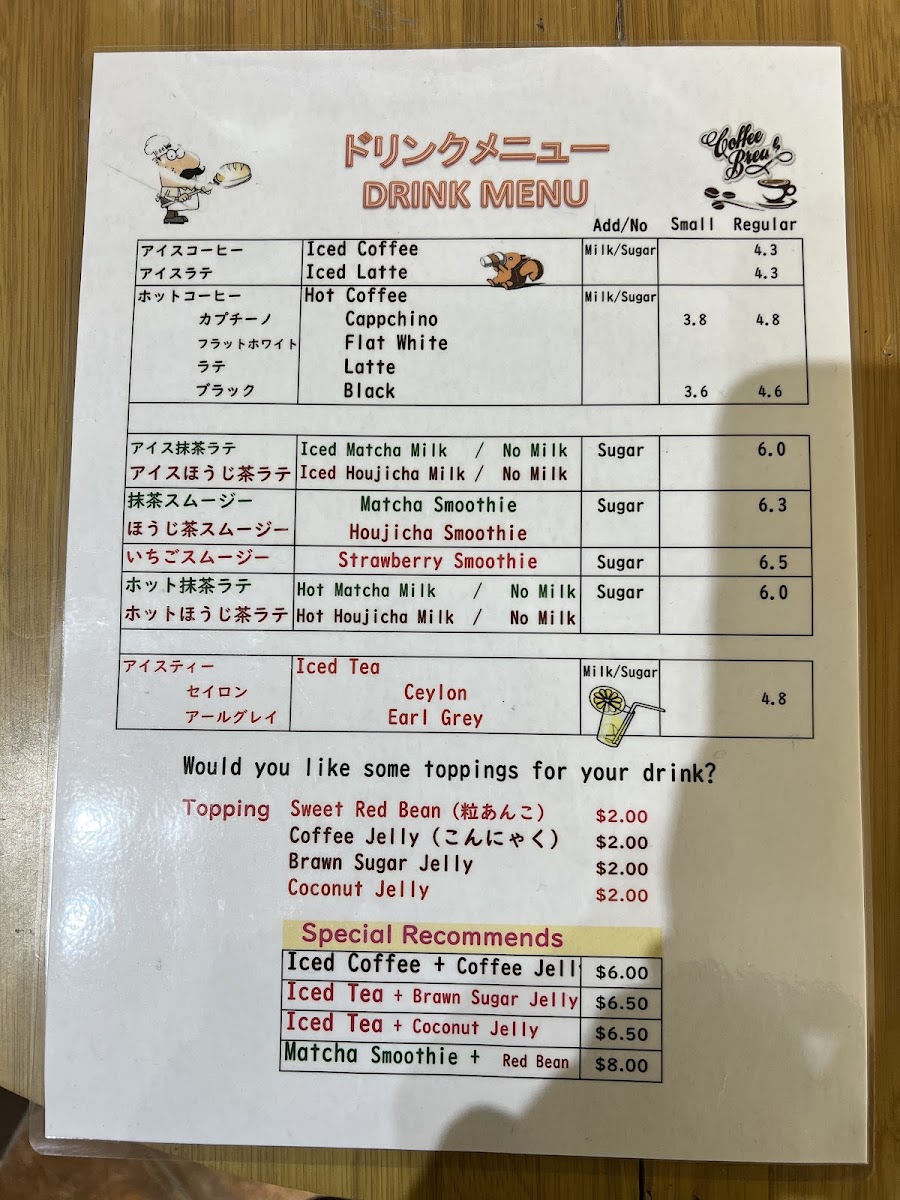 ドリンクメニュー
DRINK MENU
Coffee Break
Add/No Small Regular
アイスコーヒー Iced Coffee Milk/Sugar 4.3
アイスラテ Iced Latte 4.3
ホットコーヒー Hot Coffee Milk/Sugar
カプチーノ Cappchino 3.8 4.8
フラットホワイト Flat White
ラテ Latte
ブラック Black 3.6 4.6
アイス抹茶ラテ Iced Matcha Milk / No Milk Sugar 6.0
アイスほうじ茶ラテ Iced Houjicha Milk / No Milk
抹茶スムージー Matcha Smoothie Sugar 6.3
ほうじ茶スムージー Houjicha Smoothie
いちごスムージー Strawberry Smoothie Sugar 6.5
ホット抹茶ラテ Hot Matcha Milk / No Milk Sugar 6.0
ホットほうじ茶ラテ Hot Houjicha Milk / No Milk
アイスティー Iced Tea Milk/Sugar
セイロン Ceylon 4.8
アールグレイ Earl Grey
Would you like some toppings for your drink?
Topping Sweet Red Bean (粒あんこ) $2.00
Coffee Jelly (こんにゃく) $2.00
Brawn Sugar Jelly $2.00
Coconut Jelly $2.00
Special Recommends
Iced Coffee + Coffee Jell $6.00
Iced Tea + Brawn Sugar Jelly $6.50
Iced Tea + Coconut Jelly $6.50
Matcha Smoothie + Red Bean $8.00